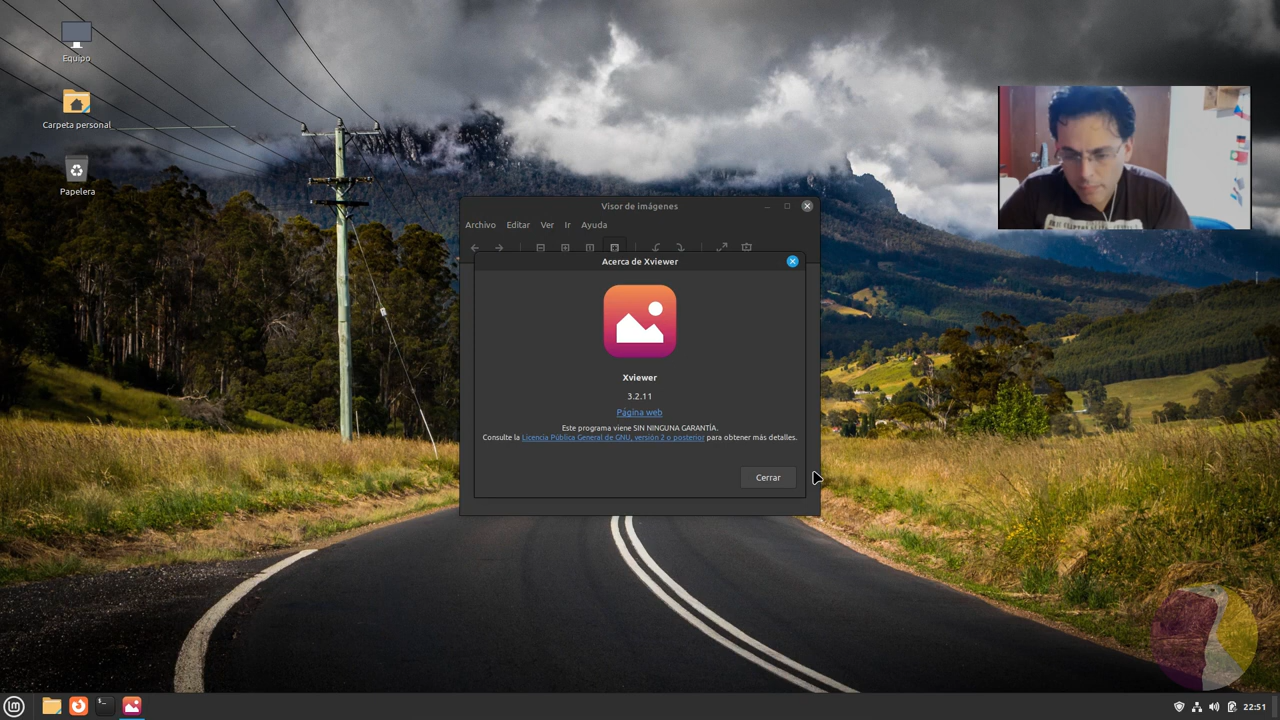 Equipo
Carpeta personal
Papelera
Visor de imágenes
Archivo Editar Ver Ir Ayuda
Acerca de Xviewer
Xviewer
3.2.11
Página web
Este programa viene SIN NINGUNA GARANTÍA.
Consulte la Licencia Pública General de GNU, versión 2 o posterior para obtener más detalles.
Cerrar
22:51